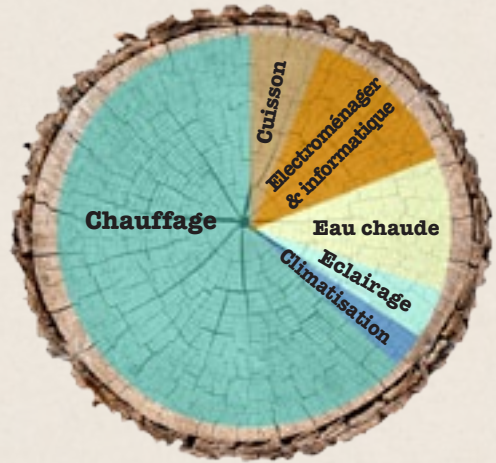 Cuisson
Electroménager
& informatique
Chauffage
Eau chaude
Eclairage
Climatisation